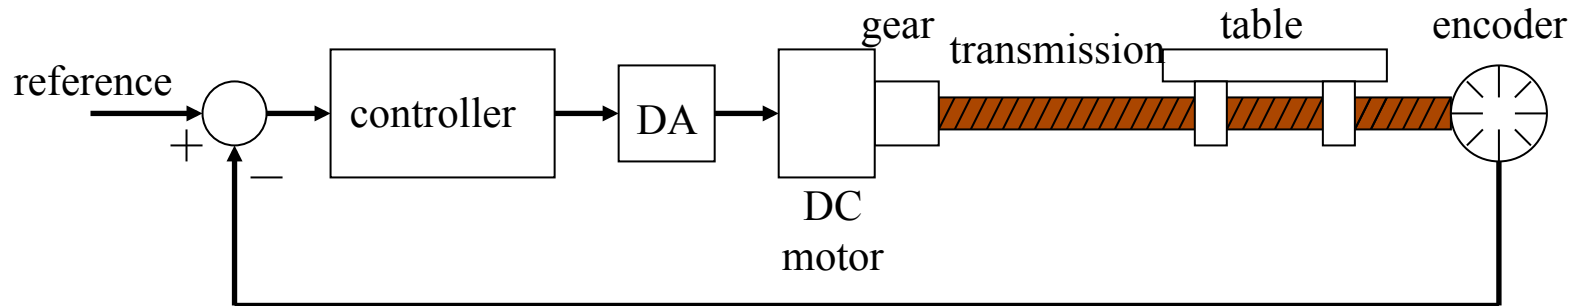 reference
+
−
controller
DA
DC
motor
gear
transmission
table
encoder